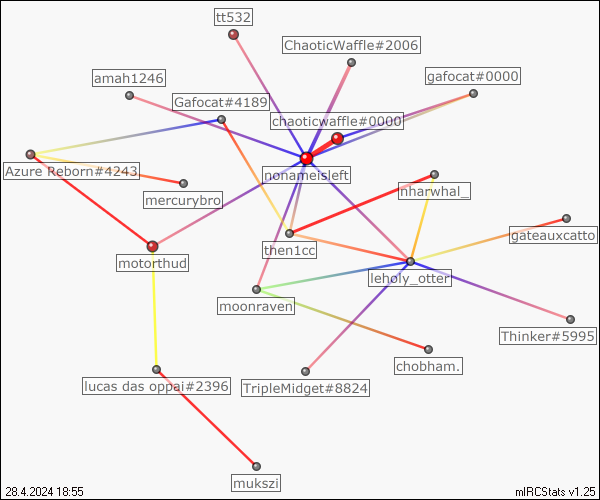 tt532
ChaoticWaffle#2006
amah1246
gafocat#0000
Gafocat#4189
chaoticwaffle#0000
Azure Reborn#4243
nonameisleft
mercurybro
nharwhal_
gateauxcatto
then1cc
motorthud
leholy_otter
moonraven
Thinker#5995
chobham.
lucas das oppai#2396
TripleMidget#8824
mukszi
28.4.2024 18:55
mIRCStats v1.25